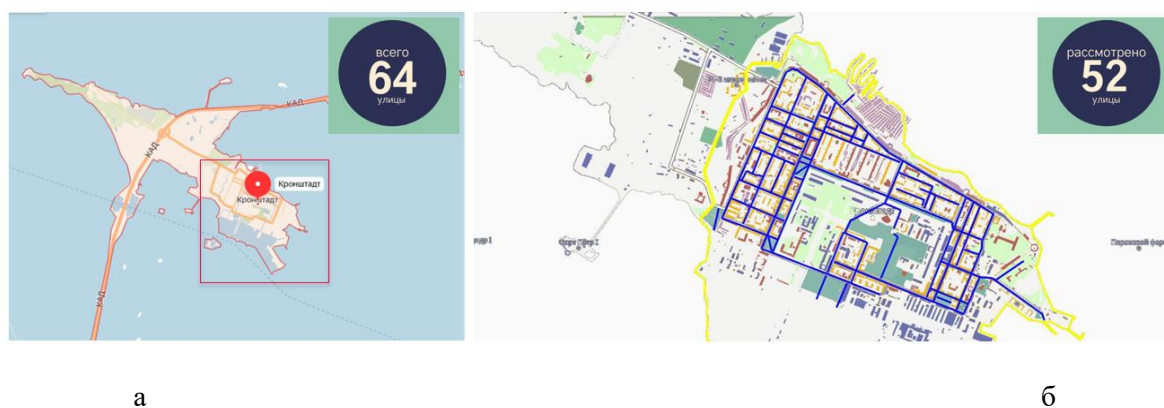 всего
64
улицы
КАД
КАД
КАД
Кронштадт
Кронштадт
рассмотрено
52
улицы
а
б